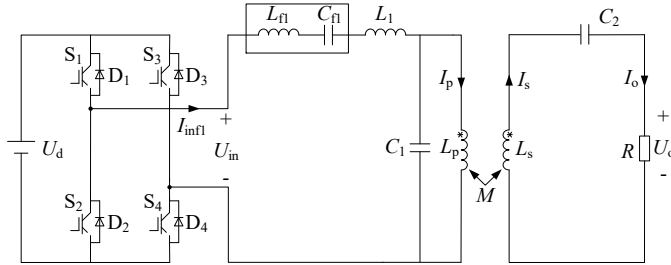 L_f1 C_f1 L_1 C_2
S_1 D_1 S_3 D_3
I_p I_s I_o
I_inf1 +
U_d U_in C_1 L_p * * L_s R + U_o
- -
M
S_2 D_2 S_4 D_4